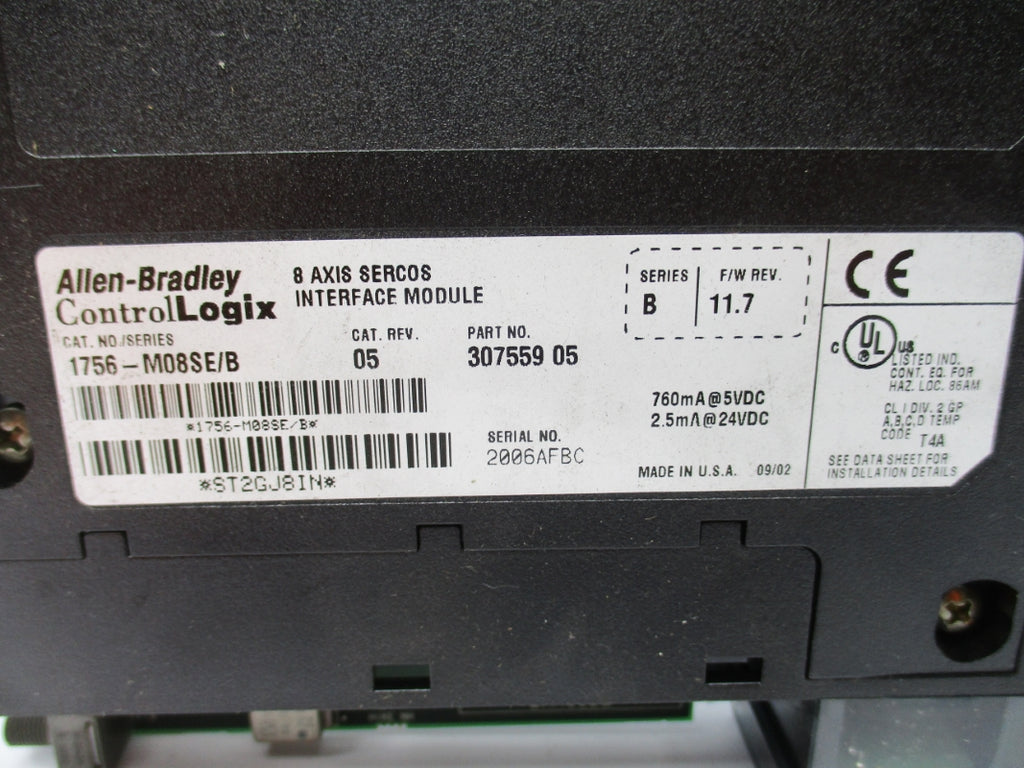 Allen-Bradley
ControlLogix
8 AXIS SERCOS
INTERFACE MODULE
SERIES
B
F/W REV.
11.7
CAT. NO./SERIES
1756-M08SE/B
CAT. REV.
05
PART NO.
307559 05
*1756-M08SE/B*
*ST2GJ8IN*
SERIAL NO.
2006AFBC
760mA@5VDC
2.5mA@24VDC
MADE IN U.S.A. 09/02
CE
c UL us
LISTED IND.
CONT. EQ. FOR
HAZ. LOC. 86AM
CL I DIV. 2 GP
A,B,C,D TEMP
CODE T4A
SEE DATA SHEET FOR
INSTALLATION DETAILS